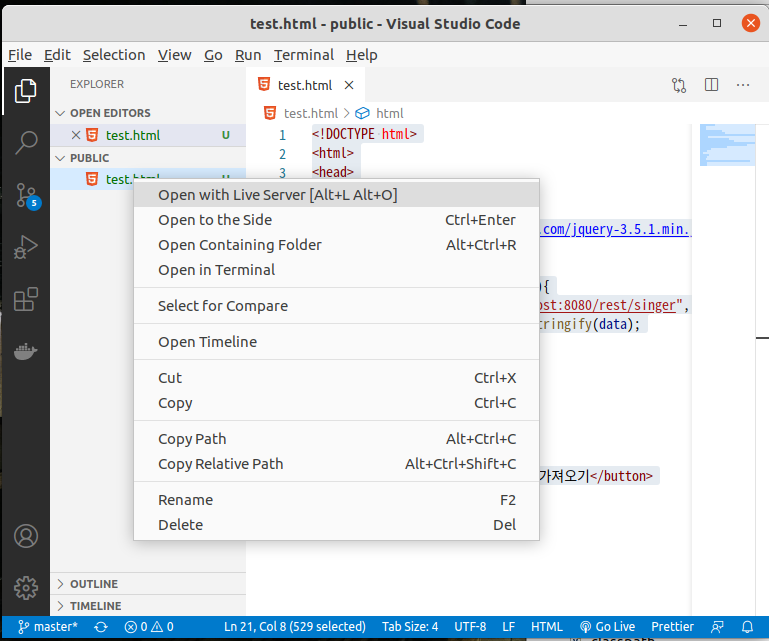 test.html - public - Visual Studio Code
File Edit Selection View Go Run Terminal Help
EXPLORER
OPEN EDITORS
test.html U
PUBLIC
test.html U
test.html
test.html > html
1 <!DOCTYPE html>
2 <html>
3 <head>
.com/jquery-3.5.1.min.
){
ost:8080/rest/singer",
tringify(data);
가져오기</button>
Open with Live Server [Alt+L Alt+O]
Open to the Side Ctrl+Enter
Open Containing Folder Alt+Ctrl+R
Open in Terminal
Select for Compare
Open Timeline
Cut Ctrl+X
Copy Ctrl+C
Copy Path Alt+Ctrl+C
Copy Relative Path Alt+Ctrl+Shift+C
Rename F2
Delete Del
5
OUTLINE
TIMELINE
master* 0 0 Ln 21, Col 8 (529 selected) Tab Size: 4 UTF-8 LF HTML Go Live Prettier